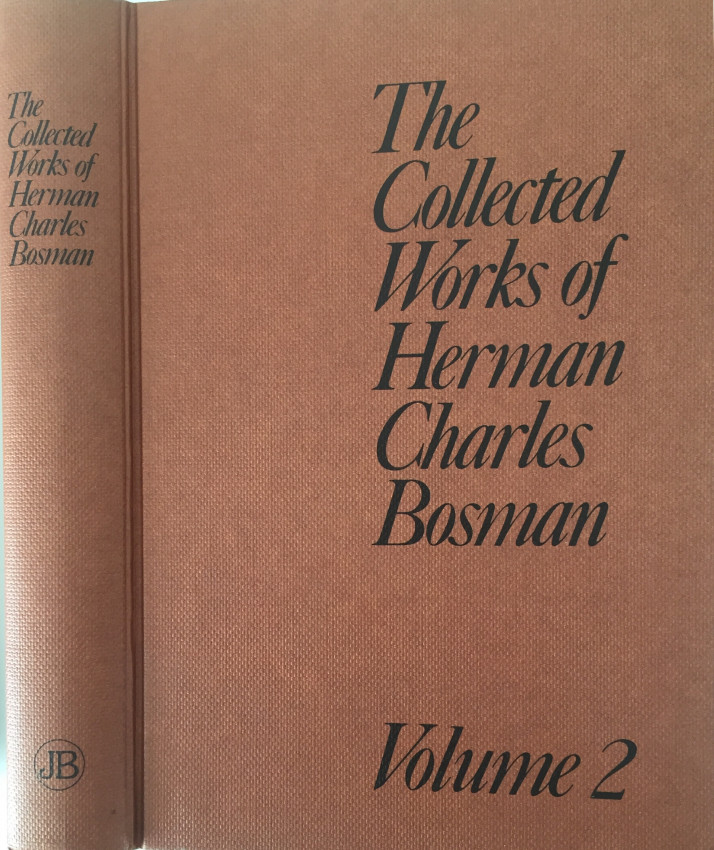 The
Collected
Works of
Herman
Charles
Bosman
JB
The
Collected
Works of
Herman
Charles
Bosman
Volume 2